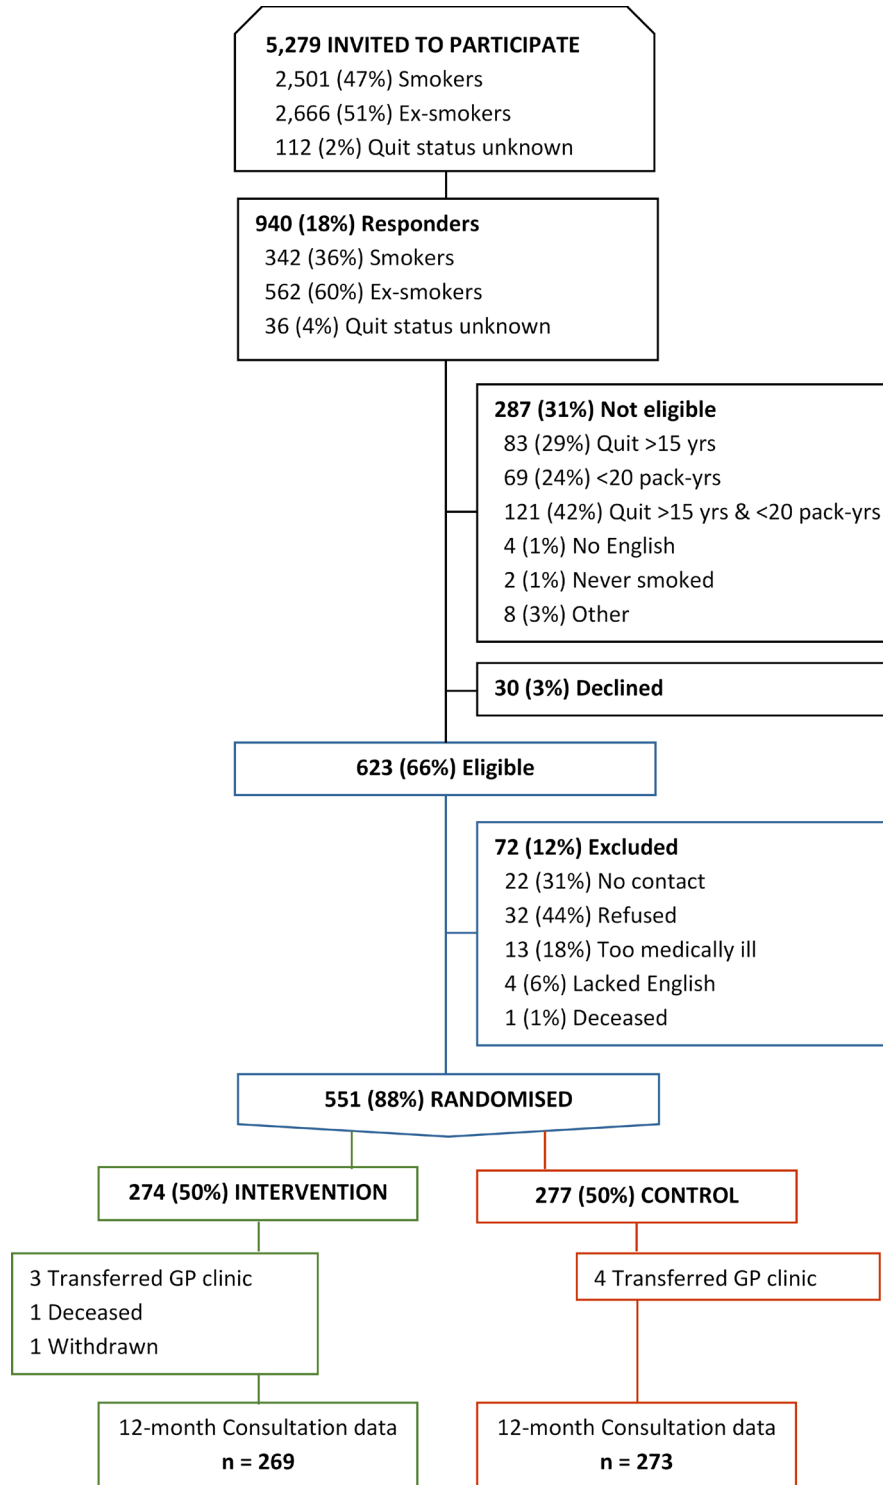 5,279 INVITED TO PARTICIPATE
2,501 (47%) Smokers
2,666 (51%) Ex-smokers
112 (2%) Quit status unknown
940 (18%) Responders
342 (36%) Smokers
562 (60%) Ex-smokers
36 (4%) Quit status unknown
287 (31%) Not eligible
83 (29%) Quit >15 yrs
69 (24%) <20 pack-yrs
121 (42%) Quit >15 yrs & <20 pack-yrs
4 (1%) No English
2 (1%) Never smoked
8 (3%) Other
30 (3%) Declined
623 (66%) Eligible
72 (12%) Excluded
22 (31%) No contact
32 (44%) Refused
13 (18%) Too medically ill
4 (6%) Lacked English
1 (1%) Deceased
551 (88%) RANDOMISED
274 (50%) INTERVENTION
277 (50%) CONTROL
3 Transferred GP clinic
1 Deceased
1 Withdrawn
4 Transferred GP clinic
12-month Consultation data
n = 269
12-month Consultation data
n = 273